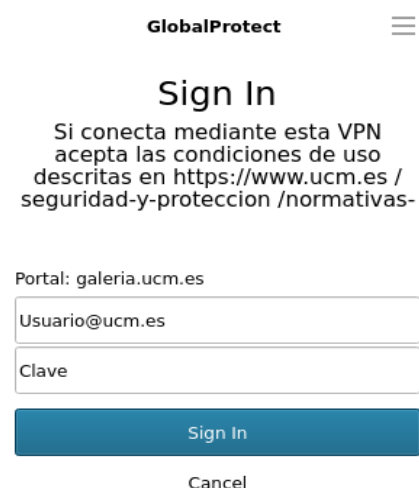 GlobalProtect
Sign In
Si conecta mediante esta VPN
acepta las condiciones de uso
descritas en https://www.ucm.es /
seguridad-y-proteccion /normativas-
Portal: galeria.ucm.es
Usuario@ucm.es
Clave
Sign In
Cancel